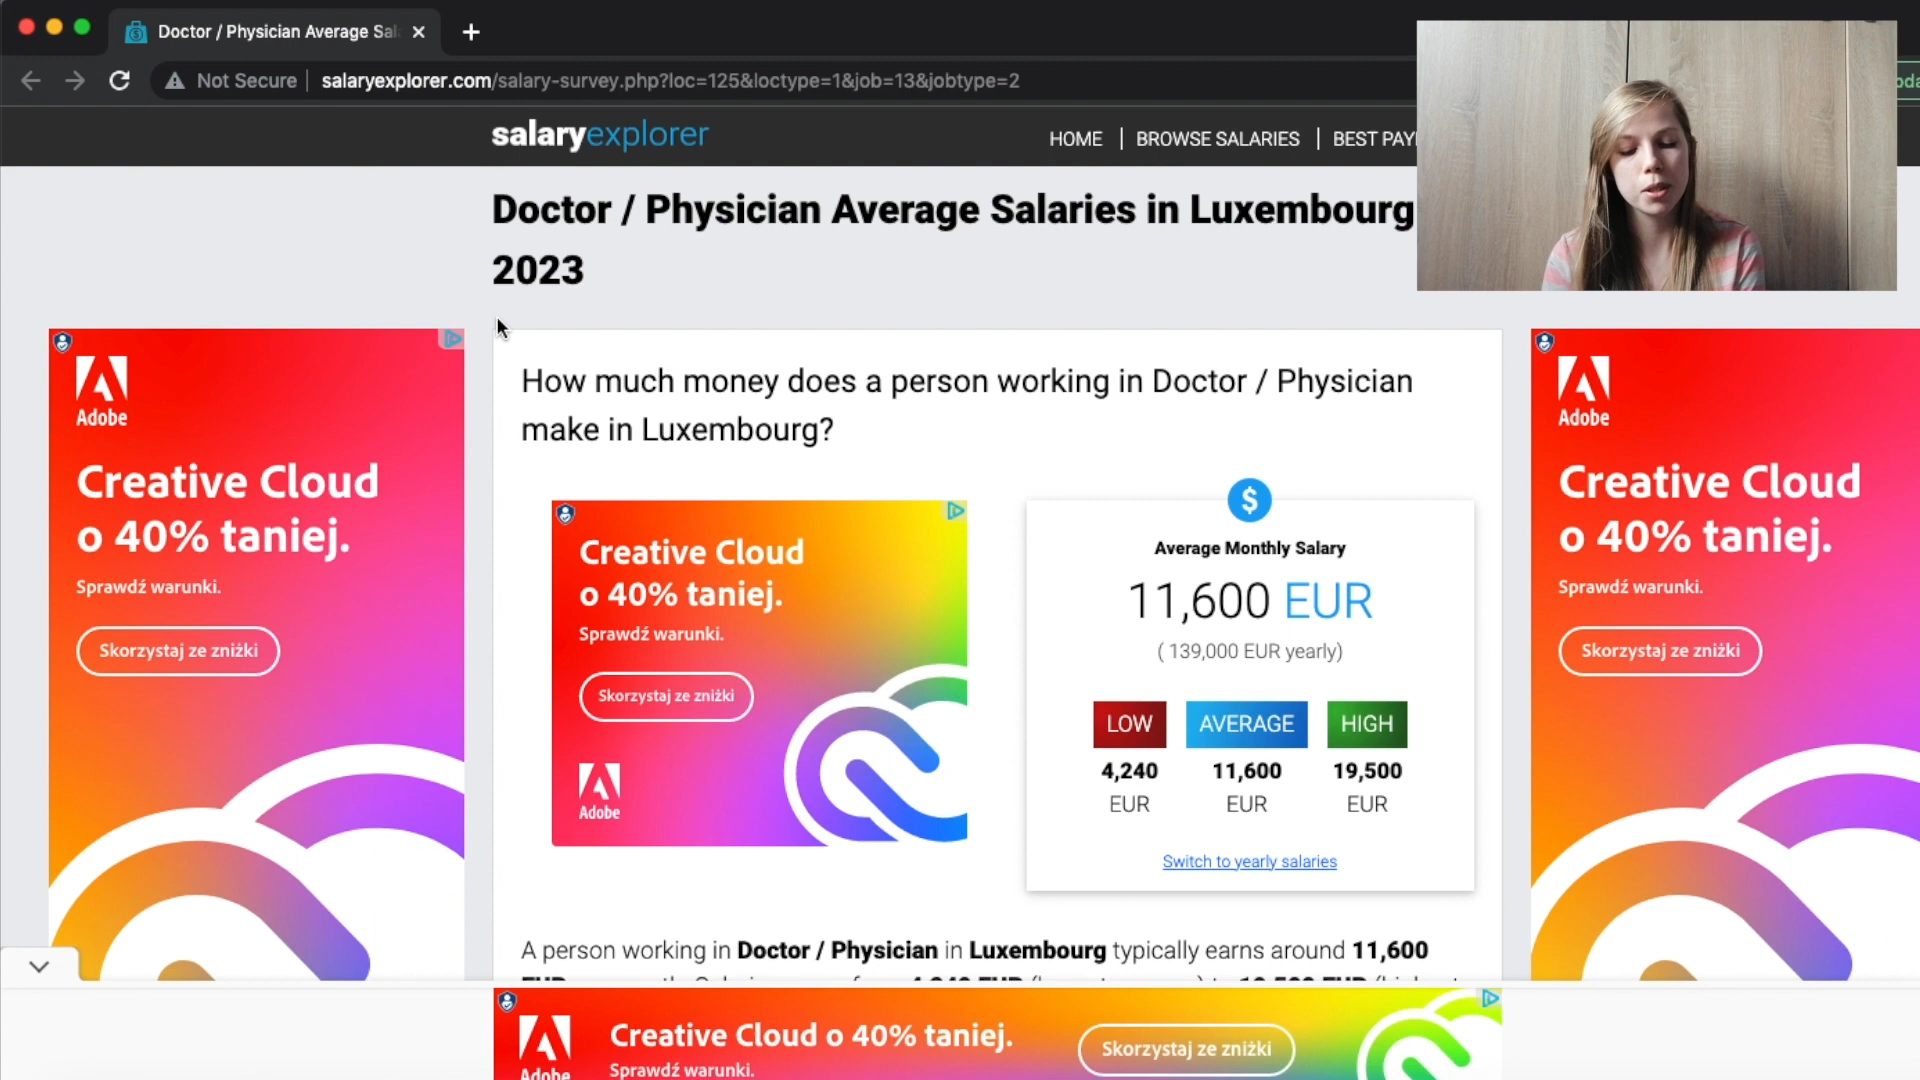 Doctor / Physician Average Sal
Not Secure
salaryexplorer.com/salary-survey.php?loc=125&loctype=1&job=13&jobtype=2
salaryexplorer
HOME | BROWSE SALARIES | BEST PAY
Doctor / Physician Average Salaries in Luxembourg
2023
Adobe
Creative Cloud
o 40% taniej.
Sprawdź warunki.
Skorzystaj ze zniżki
How much money does a person working in Doctor / Physician
make in Luxembourg?
Creative Cloud
o 40% taniej.
Sprawdź warunki.
Skorzystaj ze zniżki
Adobe
Average Monthly Salary
11,600 EUR
( 139,000 EUR yearly)
LOW AVERAGE HIGH
4,240 11,600 19,500
EUR EUR EUR
Switch to yearly salaries
A person working in Doctor / Physician in Luxembourg typically earns around 11,600
Adobe
Creative Cloud
o 40% taniej.
Sprawdź warunki.
Skorzystaj ze zniżki
Adobe
Creative Cloud o 40% taniej.
Sprawdź warunki.
Skorzystaj ze zniżki